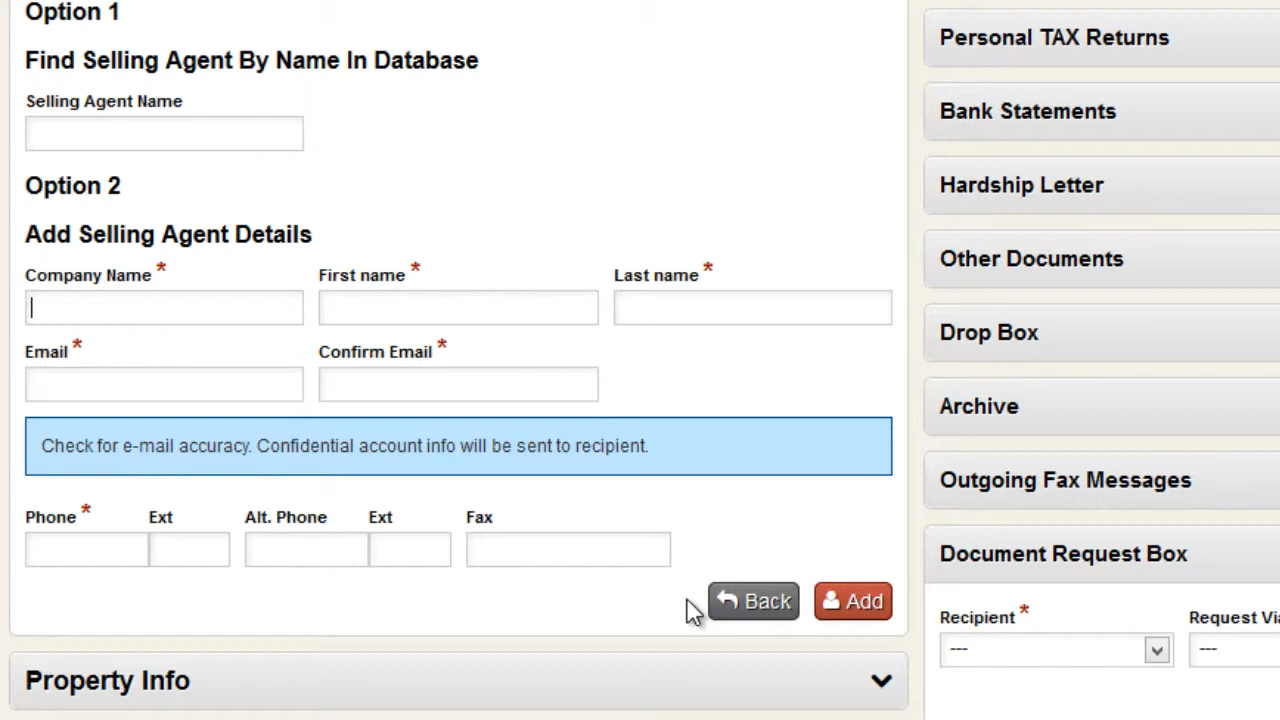 Option 1
Find Selling Agent By Name In Database
Selling Agent Name
Option 2
Add Selling Agent Details
Company Name * First name * Last name *
Email * Confirm Email *
Check for e-mail accuracy. Confidential account info will be sent to recipient.
Phone * Ext Alt. Phone Ext Fax
Back Add
Property Info
Personal TAX Returns
Bank Statements
Hardship Letter
Other Documents
Drop Box
Archive
Outgoing Fax Messages
Document Request Box
Recipient * Request Via
--- ---